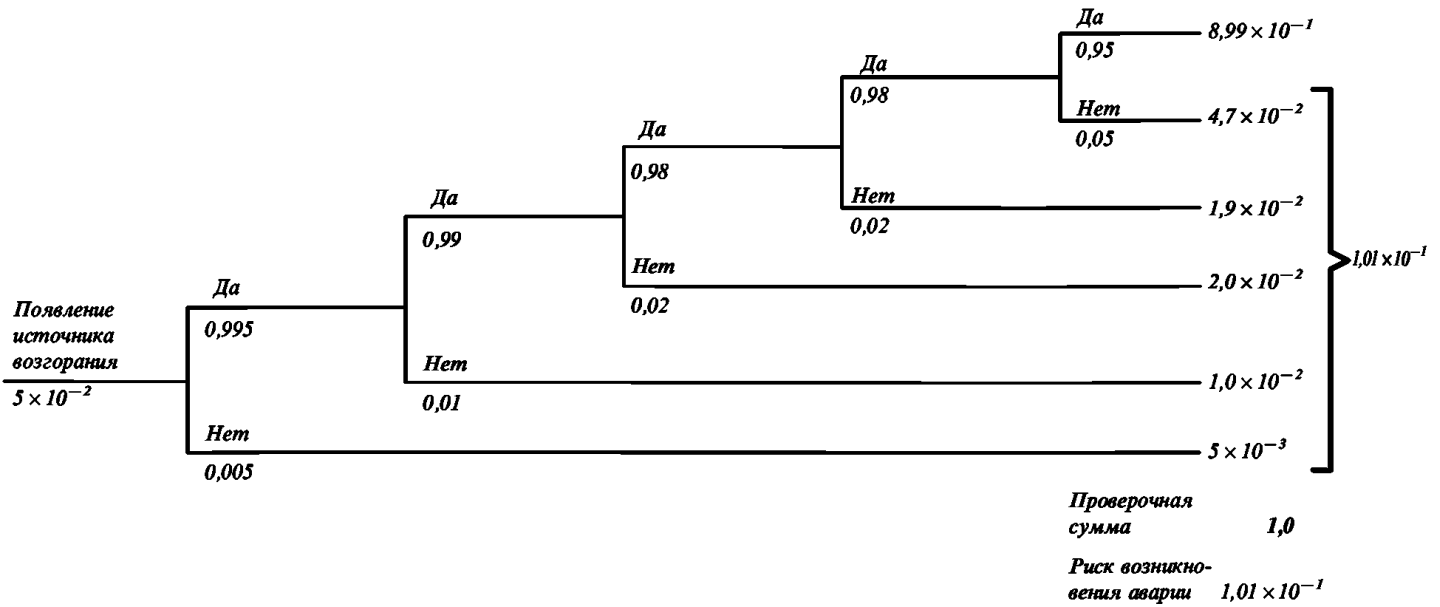 Да
8,99 × 10⁻¹
0,95
Да
0,98
Нет
4,7 × 10⁻²
0,05
Да
0,98
Нет
1,9 × 10⁻²
0,02
Да
0,99
Нет
2,0 × 10⁻²
0,02
1,01 × 10⁻¹
Да
0,995
Появление
источника
возгорания
5 × 10⁻²
Нет
1,0 × 10⁻²
0,01
Нет
5 × 10⁻³
0,005
Проверочная
сумма 1,0
Риск возникно-
вения аварии 1,01 × 10⁻¹